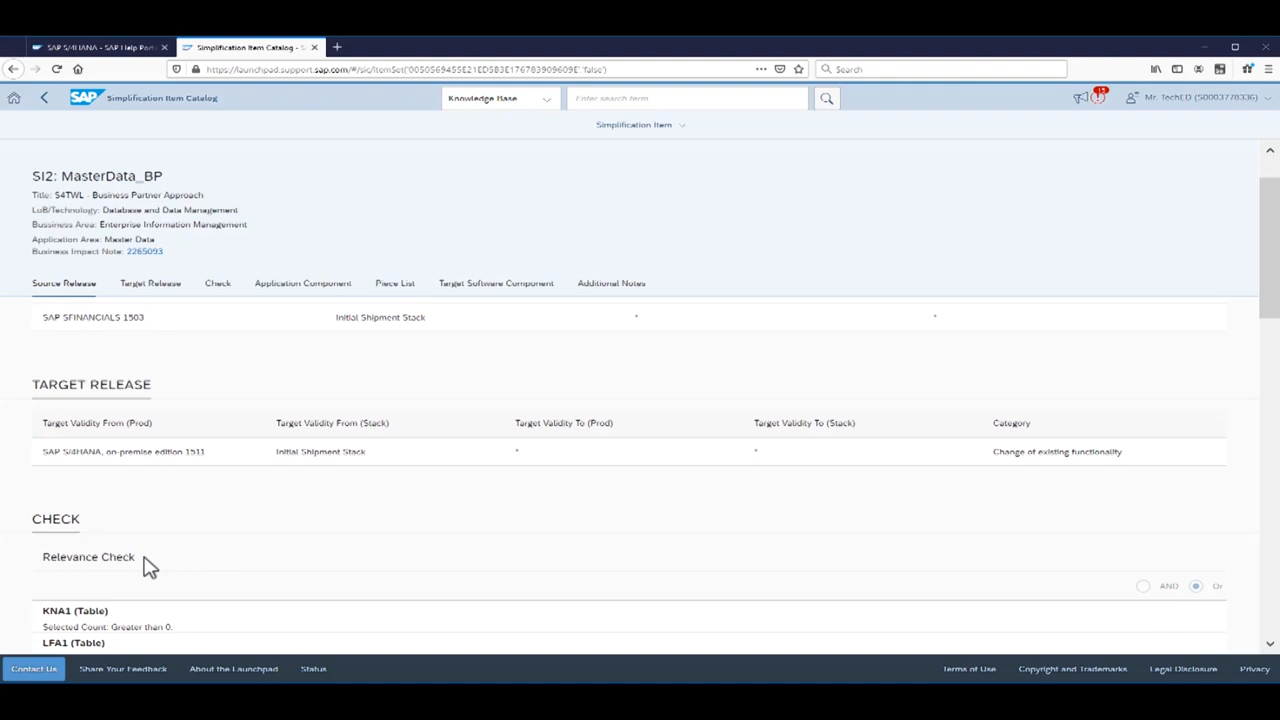 SAP S/4HANA - SAP Help Port
Simplification Item Catalog - S
https://launchpad.support.sap.com/#/sic/ItemSet('0050569455E21ED5B3E176783909609E','false')
Search
SAP
Simplification Item Catalog
Knowledge Base
Enter search term
Mr. TechED (S0003778336)
Simplification Item
SI2: MasterData_BP
Title: S4TWL - Business Partner Approach
LoB/Technology: Database and Data Management
Bussiness Area: Enterprise Information Management
Application Area: Master Data
Business Impact Note: 2265093
Source Release Target Release Check Application Component Piece List Target Software Component Additional Notes
SAP SFINANCIALS 1503 Initial Shipment Stack * *
TARGET RELEASE
Target Validity From (Prod) Target Validity From (Stack) Target Validity To (Prod) Target Validity To (Stack) Category
SAP S/4HANA, on-premise edition 1511 Initial Shipment Stack * * Change of existing functionality
CHECK
Relevance Check
AND Or
KNA1 (Table)
Selected Count: Greater than 0.
LFA1 (Table)
Contact Us Share Your Feedback About the Launchpad Status Terms of Use Copyright and Trademarks Legal Disclosure Privacy